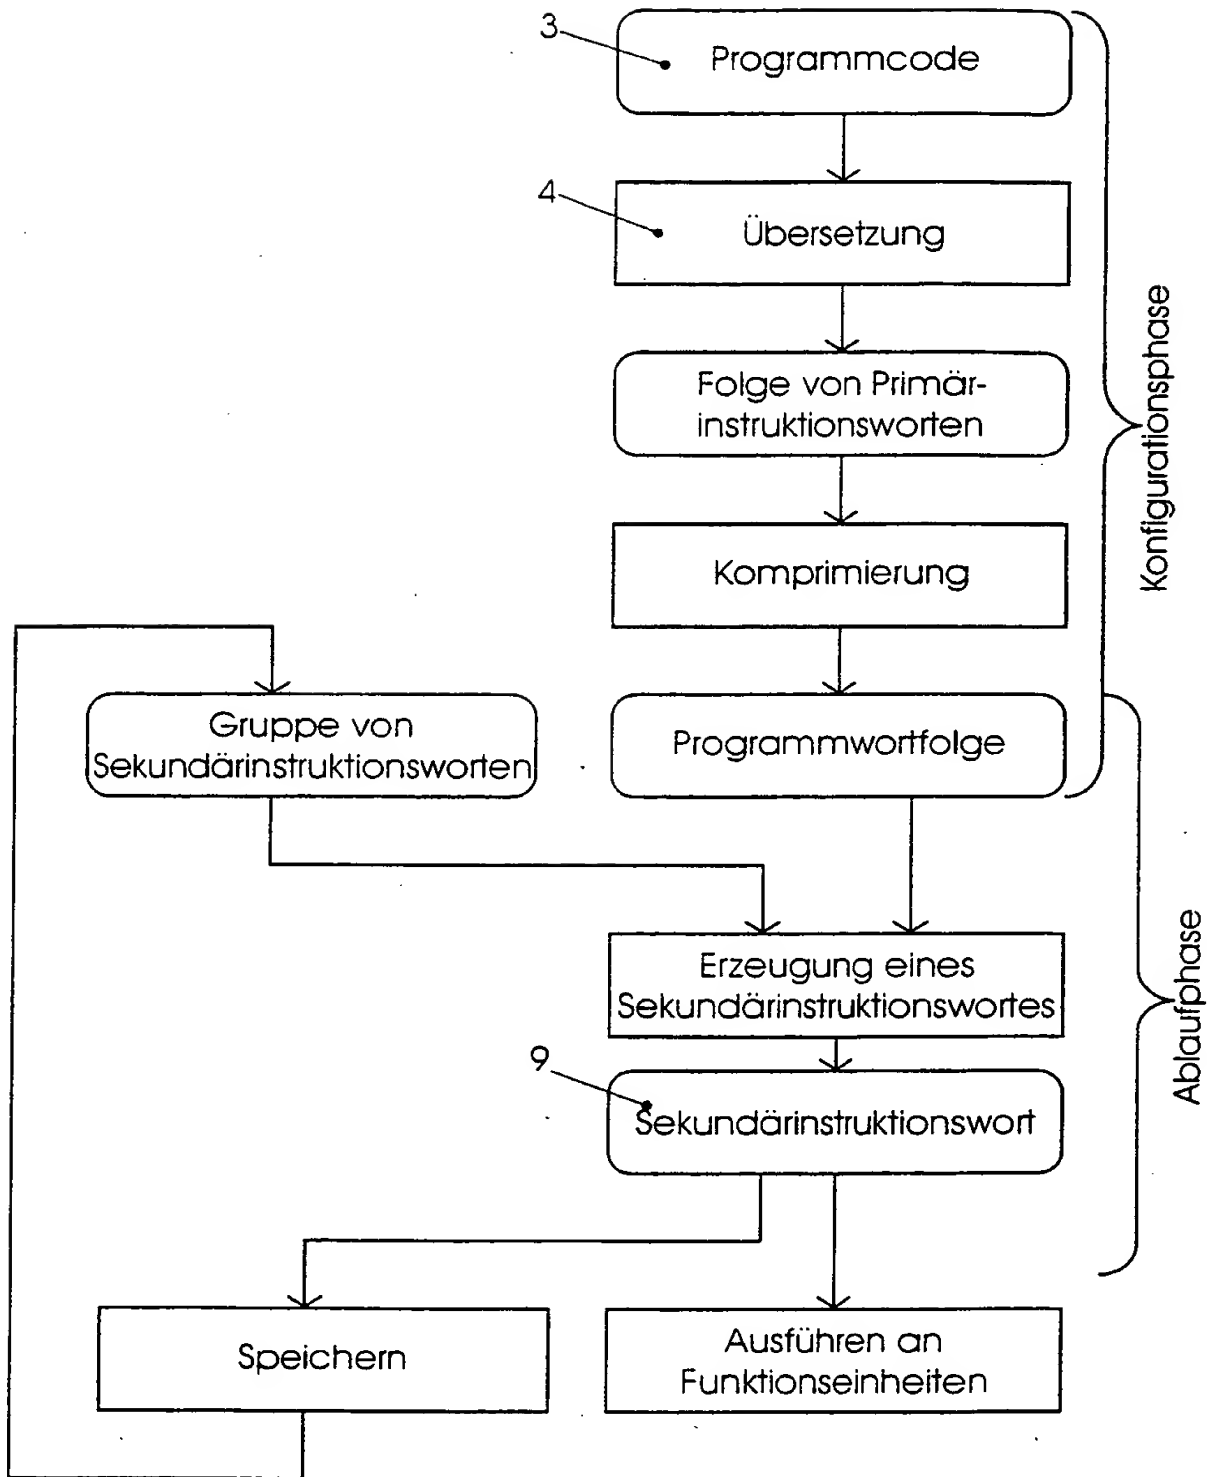 3
Programmcode
4
Übersetzung
Folge von Primär-
instruktionsworten
Komprimierung
Konfigurationsphase
Gruppe von
Sekundärinstruktionsworten
Programmwortfolge
Erzeugung eines
Sekundärinstruktionswortes
9
Sekundärinstruktionswort
Ablaufphase
Speichern
Ausführen an
Funktionseinheiten